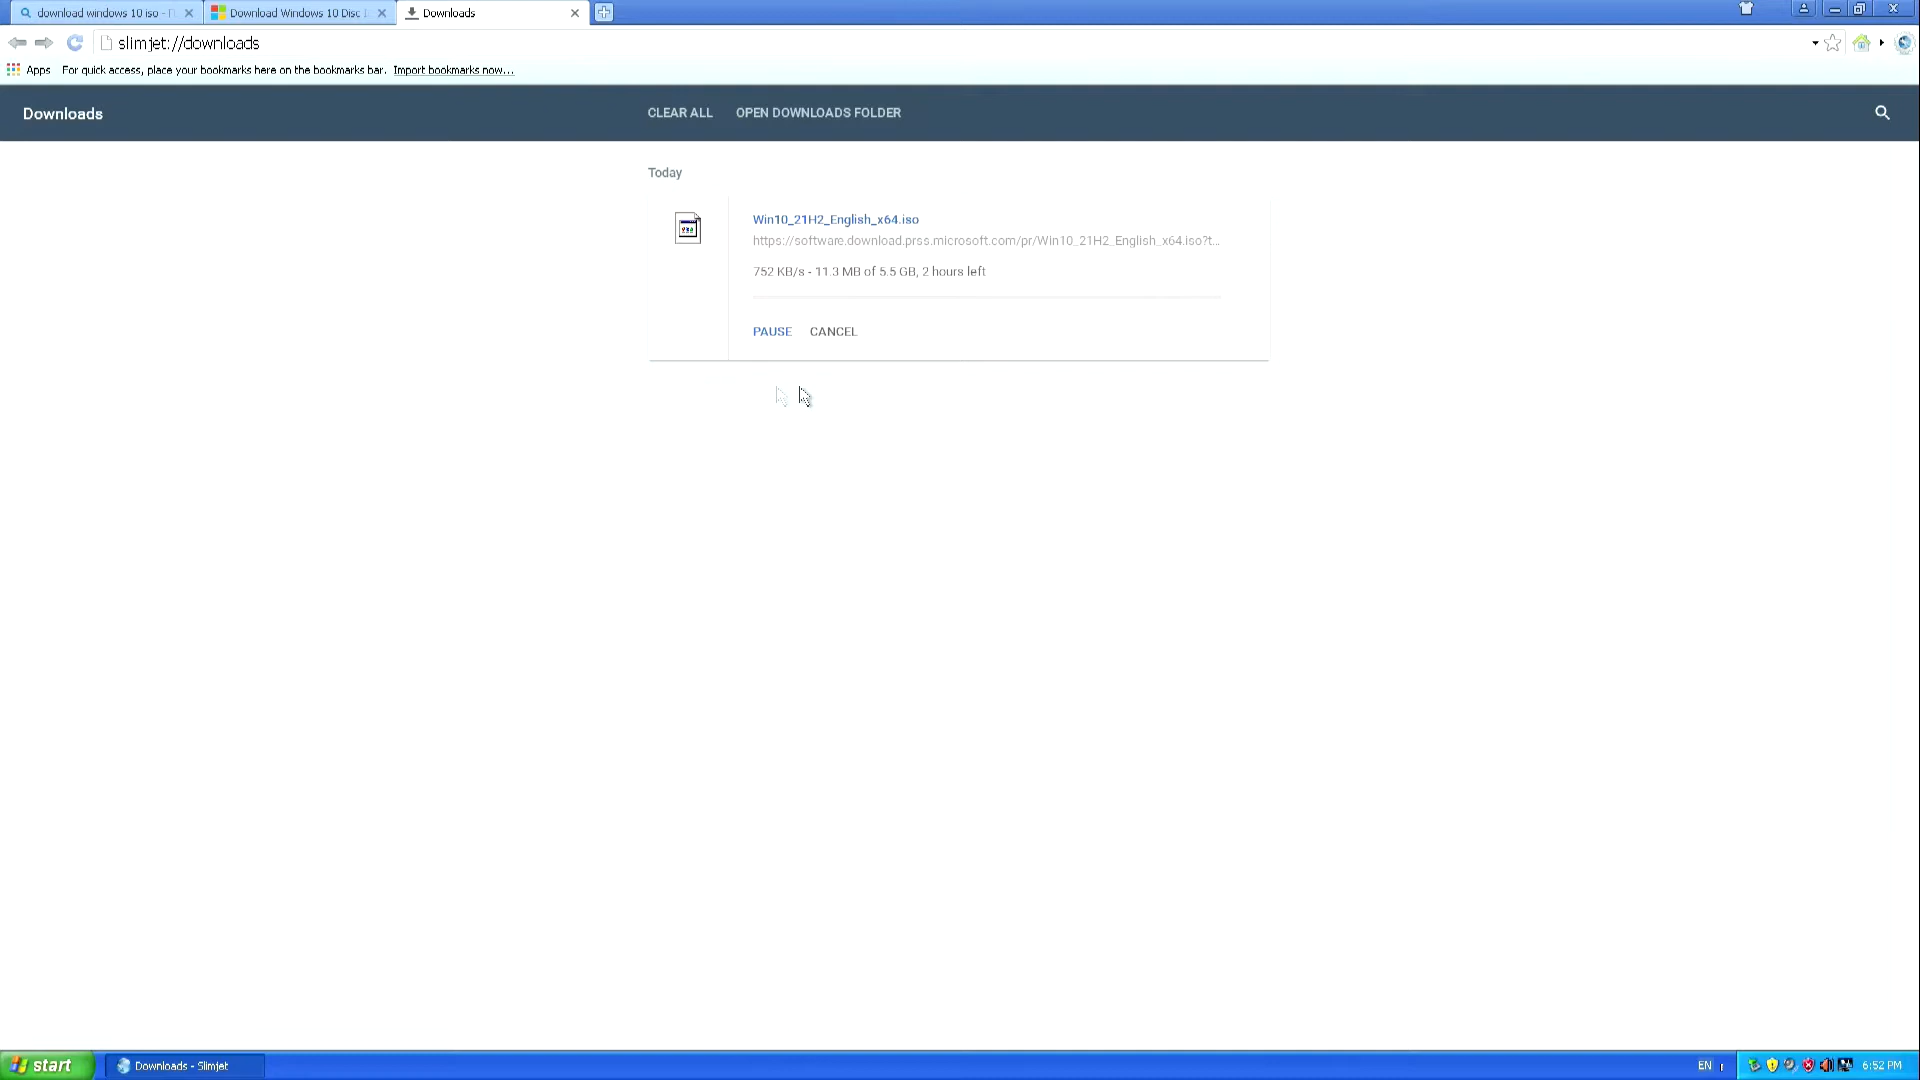 download windows 10 iso -
Download Windows 10 Disc
Downloads
slimjet://downloads
Apps
For quick access, place your bookmarks here on the bookmarks bar.
Import bookmarks now...
Downloads
CLEAR ALL
OPEN DOWNLOADS FOLDER
Today
Win10_21H2_English_x64.iso
https://software.download.prss.microsoft.com/pr/Win10_21H2_English_x64.iso?t...
752 KB/s - 11.3 MB of 5.5 GB, 2 hours left
PAUSE
CANCEL
start
Downloads - Slimjet
EN
6:52 PM